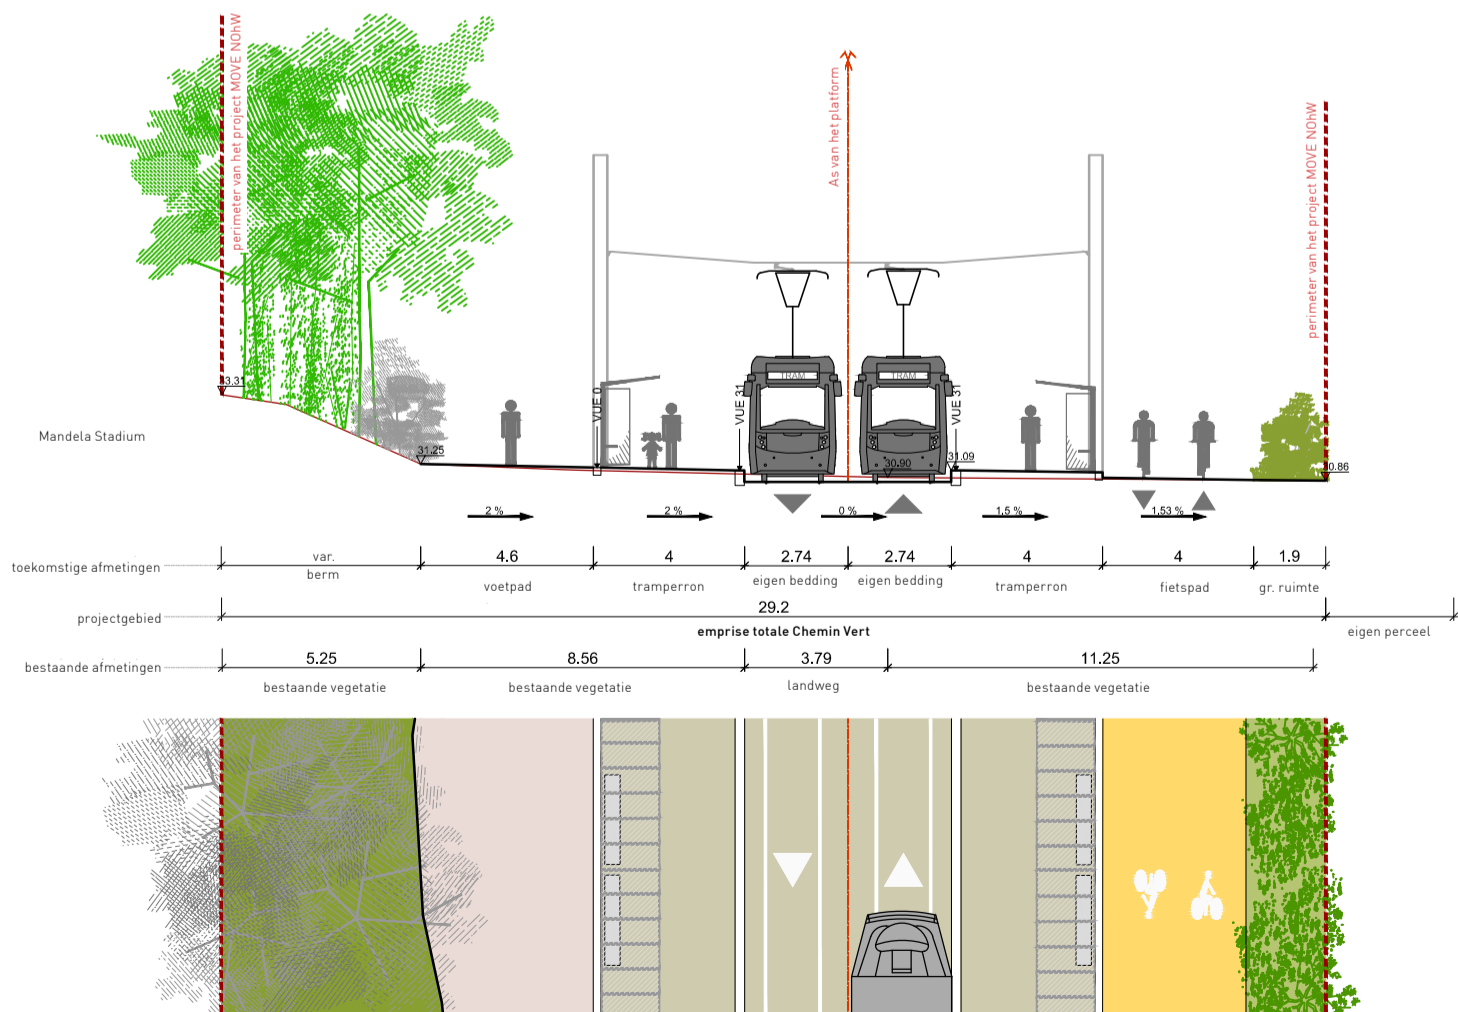 perimeter van het project MOVE NOhW
As van het platform
perimeter van het project MOVE NOhW
TRAM
TRAM
33.31
VUE 10
VUE 31
VUE 31
Mandela Stadium
31.25
30.90
31.09
30.86
2 %
2 %
0 %
1.5 %
1.53 %
toekomstige afmetingen
var.
4.6
4
2.74
2.74
4
4
1.9
berm
voetpad
tramperron
eigen bedding
eigen bedding
tramperron
fietspad
gr. ruimte
projectgebied
29.2
emprise totale Chemin Vert
eigen perceel
bestaande afmetingen
5.25
8.56
3.79
11.25
bestaande vegetatie
bestaande vegetatie
landweg
bestaande vegetatie